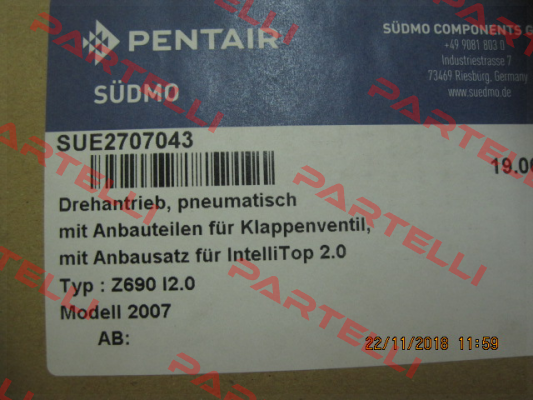 PENTAIR
SÜDMO
SÜDMO COMPONENTS G
+49 9081 803 0
Industriestrasse 7
73469 Riesbürg, Germany
www.suedmo.de
SUE2707043
19.0
Drehantrieb, pneumatisch
mit Anbauteilen für Klappenventil,
mit Anbausatz für IntelliTop 2.0
Typ : Z690 I2.0
Modell 2007
AB:
22/11/2018 11:59
PARTELLI
PARTELLI
PARTELLI
PARTELLI
PARTELLI
PARTELLI